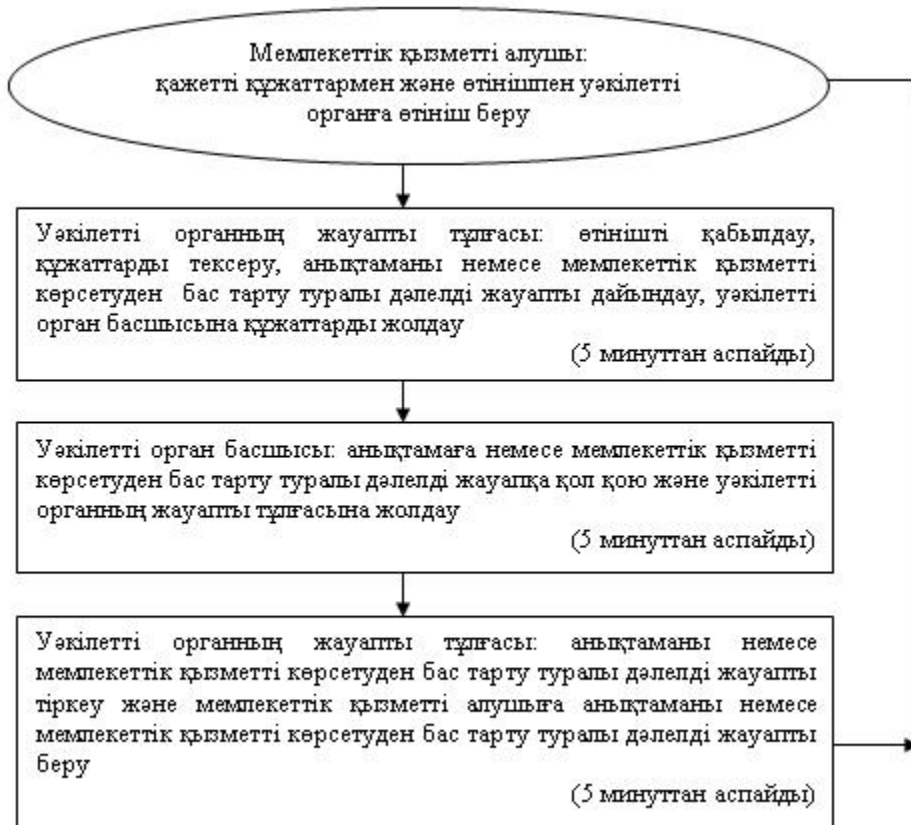 Мемлекеттік қызметті алушы:
қажетті құжаттармен және өтінішпен уәкілетті
органға өтініш беру
Уәкілетті органның жауапты тұлғасы: өтінішті қабылдау,
құжаттарды тексеру, анықтаманы немесе мемлекеттік қызметті
көрсетуден бас тарту туралы дәлелді жауапты дайындау, уәкілетті
орган басшысына құжаттарды жолдау
(5 минуттан аспайды)
Уәкілетті орган басшысы: анықтамаға немесе мемлекеттік қызметті
көрсетуден бас тарту туралы дәлелді жауапқа қол қою және уәкілетті
органның жауапты тұлғасына жолдау
(5 минуттан аспайды)
Уәкілетті органның жауапты тұлғасы: анықтаманы немесе
мемлекеттік қызметті көрсетуден бас тарту туралы дәлелді жауапты
тіркеу және мемлекеттік қызметті алушыға анықтаманы немесе
мемлекеттік қызметті көрсетуден бас тарту туралы дәлелді жауапты
беру
(5 минуттан аспайды)